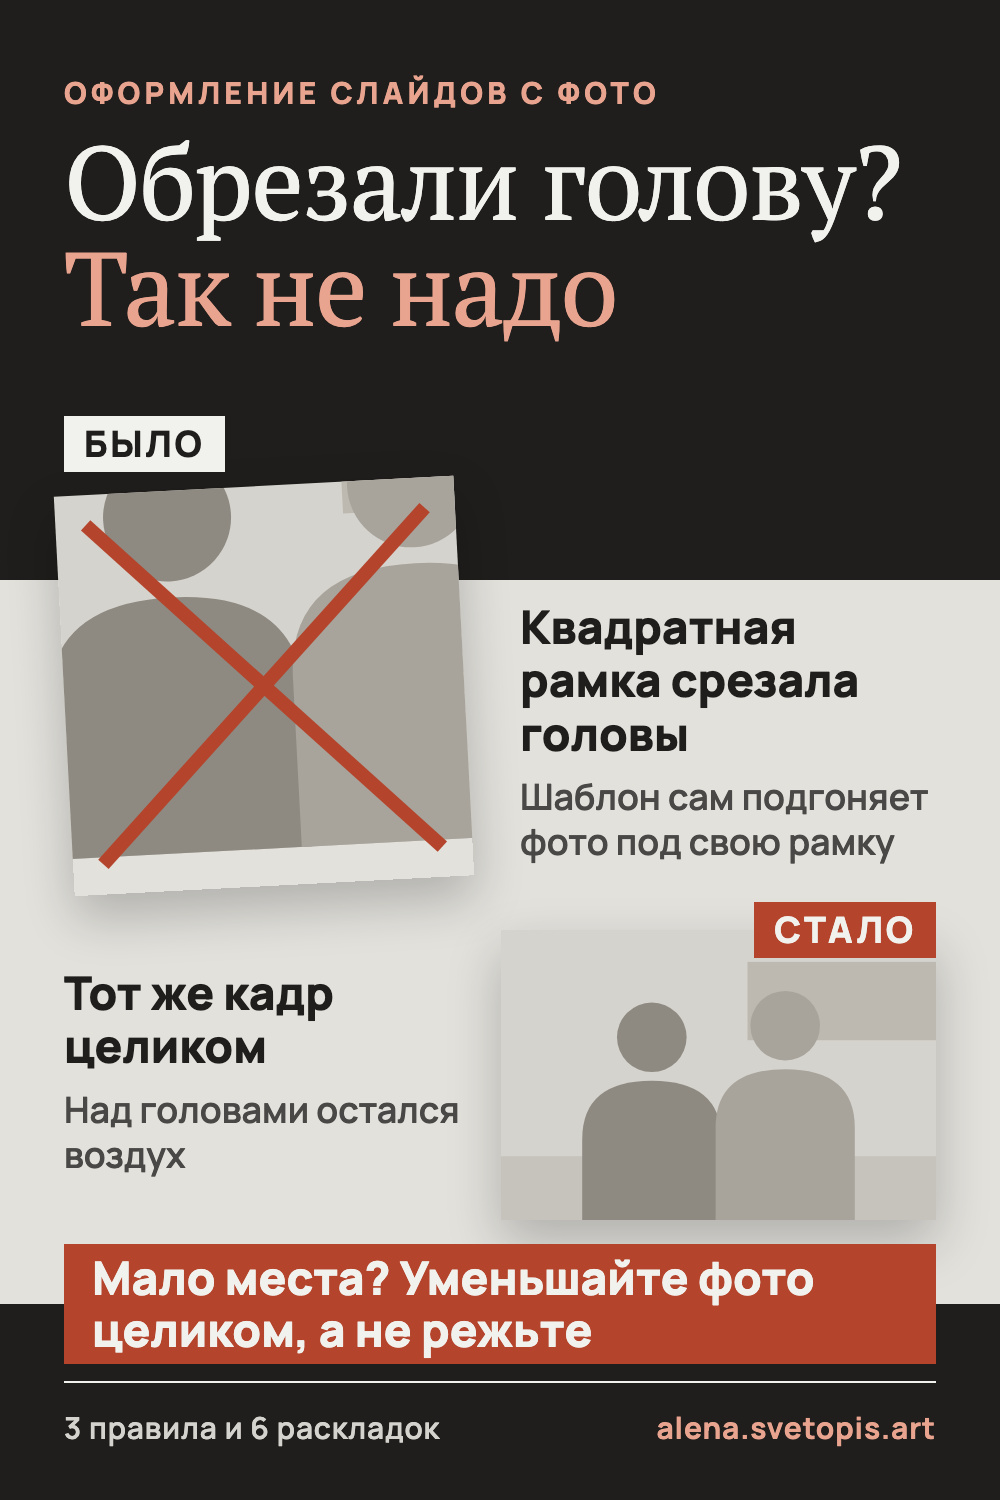 ОФОРМЛЕНИЕ СЛАЙДОВ С ФОТО
Обрезали голову?
Так не надо
БЫЛО
Квадратная
рамка срезала
головы
Шаблон сам подгоняет
фото под свою рамку
СТАЛО
Тот же кадр
целиком
Над головами остался
воздух
Мало места? Уменьшайте фото
целиком, а не режьте
3 правила и 6 раскладок
alena.svetopis.art